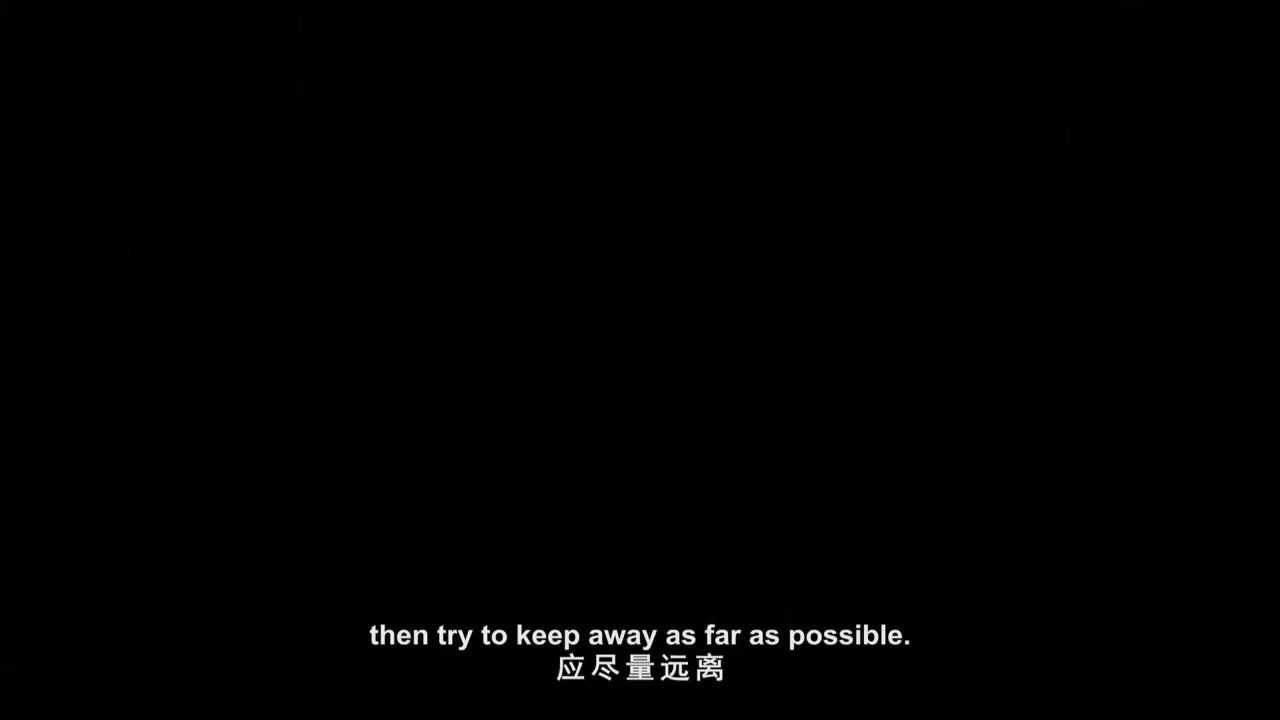 then try to keep away as far as possible.
应尽量远离